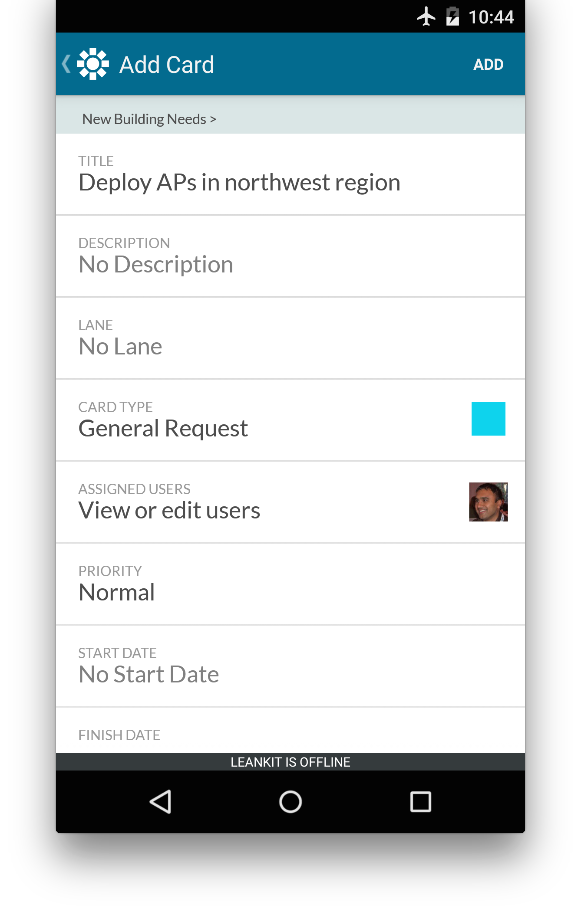 10:44
Add Card
ADD
New Building Needs >
TITLE
Deploy APs in northwest region
DESCRIPTION
No Description
LANE
No Lane
CARD TYPE
General Request
ASSIGNED USERS
View or edit users
PRIORITY
Normal
START DATE
No Start Date
FINISH DATE
LEANKIT IS OFFLINE